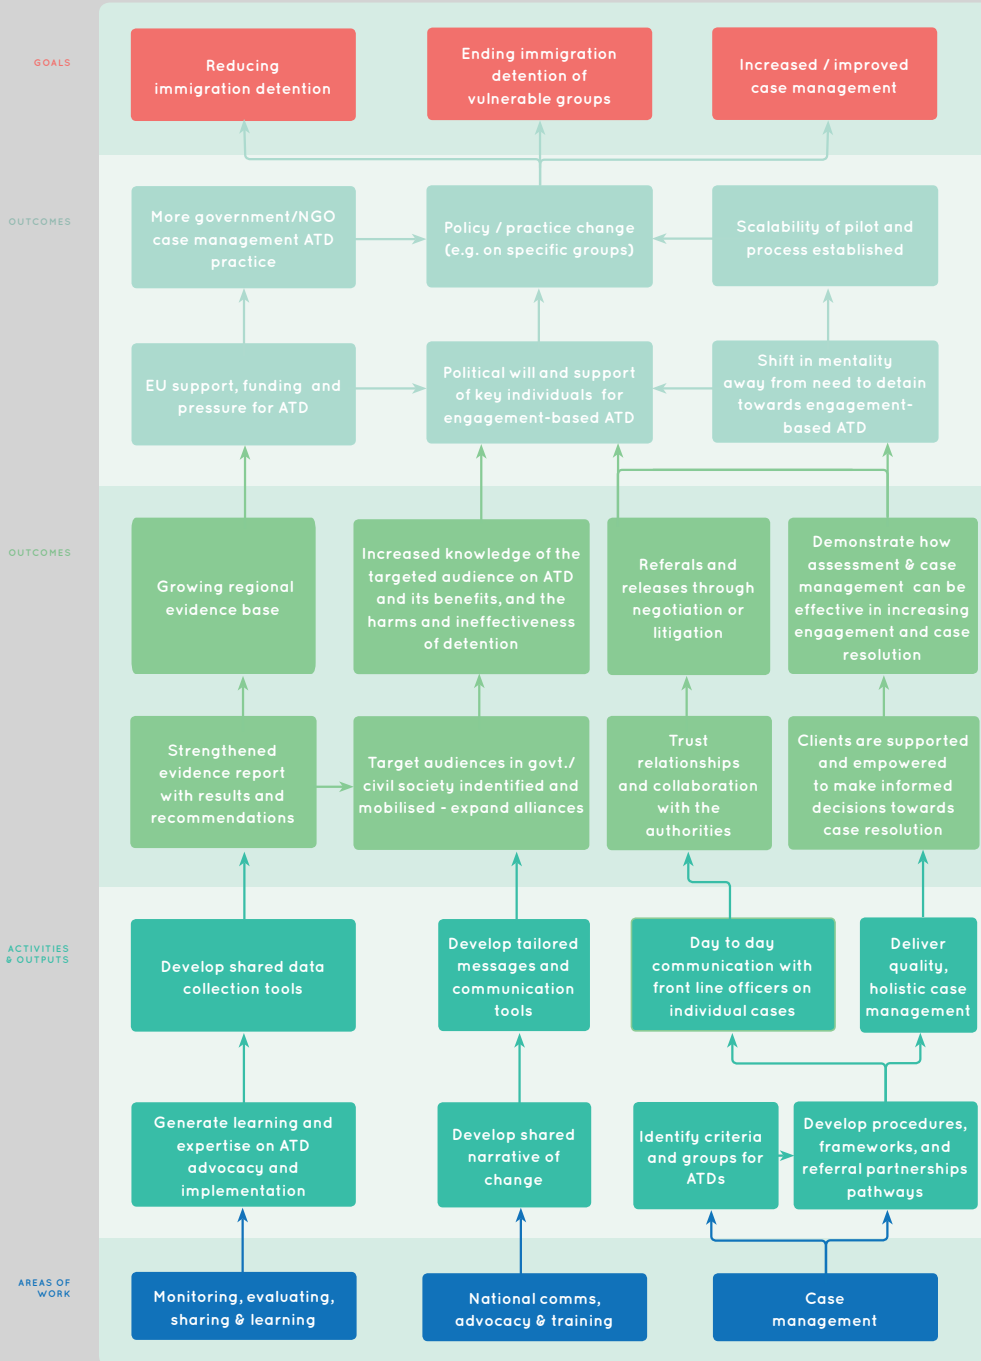 GOALS
Reducing
immigration detention
Ending immigration
detention of
vulnerable groups
Increased / improved
case management
OUTCOMES
More government/NGO
case management ATD
practice
Policy / practice change
(e.g. on specific groups)
Scalability of pilot and
process established
EU support, funding and
pressure for ATD
Political will and support
of key individuals for
engagement-based ATD
Shift in mentality
away from need to detain
towards engagement-
based ATD
OUTCOMES
Growing regional
evidence base
Increased knowledge of the
targeted audience on ATD
and its benefits, and the
harms and ineffectiveness
of detention
Referals and
releases through
negotiation or
litigation
Demonstrate how
assessment & case
management can be
effective in increasing
engagement and case
resolution
Strengthened
evidence report
with results and
recommendations
Target audiences in govt./
civil society indentified and
mobilised - expand alliances
Trust
relationships
and collaboration
with the
authorities
Clients are supported
and empowered
to make informed
decisions towards
case resolution
ACTIVITIES
& OUTPUTS
Develop shared data
collection tools
Develop tailored
messages and
communication
tools
Day to day
communication with
front line officers on
individual cases
Deliver
quality,
holistic case
management
Generate learning and
expertise on ATD
advocacy and
implementation
Develop shared
narrative of
change
Identify criteria
and groups for
ATDs
Develop procedures,
frameworks, and
referral partnerships
pathways
AREAS OF
WORK
Monitoring, evaluating,
sharing & learning
National comms,
advocacy & training
Case
management